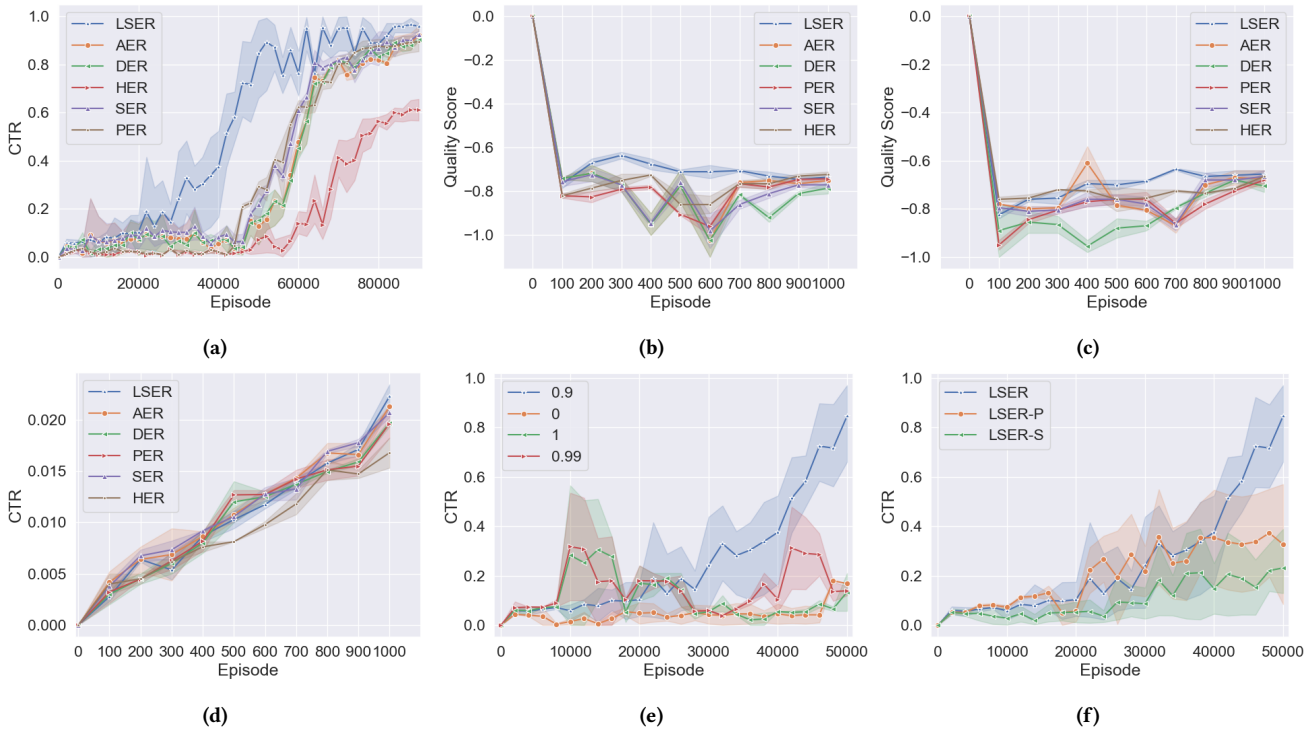 1.0
0.8
0.6
0.4
0.2
0.0
CTR
LSER
AER
DER
HER
SER
PER
0 20000 40000 60000 80000
Episode
(a)
0.0
−0.2
−0.4
−0.6
−0.8
−1.0
Quality Score
LSER
AER
DER
PER
SER
HER
0 100 200 300 400 500 600 700 800 900 1000
Episode
(b)
0.0
−0.2
−0.4
−0.6
−0.8
−1.0
Quality Score
LSER
AER
DER
PER
SER
HER
0 100 200 300 400 500 600 700 800 900 1000
Episode
(c)
0.020
0.015
0.010
0.005
0.000
CTR
LSER
AER
DER
PER
SER
HER
0 100 200 300 400 500 600 700 800 900 1000
Episode
(d)
1.0
0.8
0.6
0.4
0.2
0.0
CTR
0.9
0
1
0.99
0 10000 20000 30000 40000 50000
Episode
(e)
1.0
0.8
0.6
0.4
0.2
0.0
CTR
LSER
LSER-P
LSER-S
0 10000 20000 30000 40000 50000
Episode
(f)